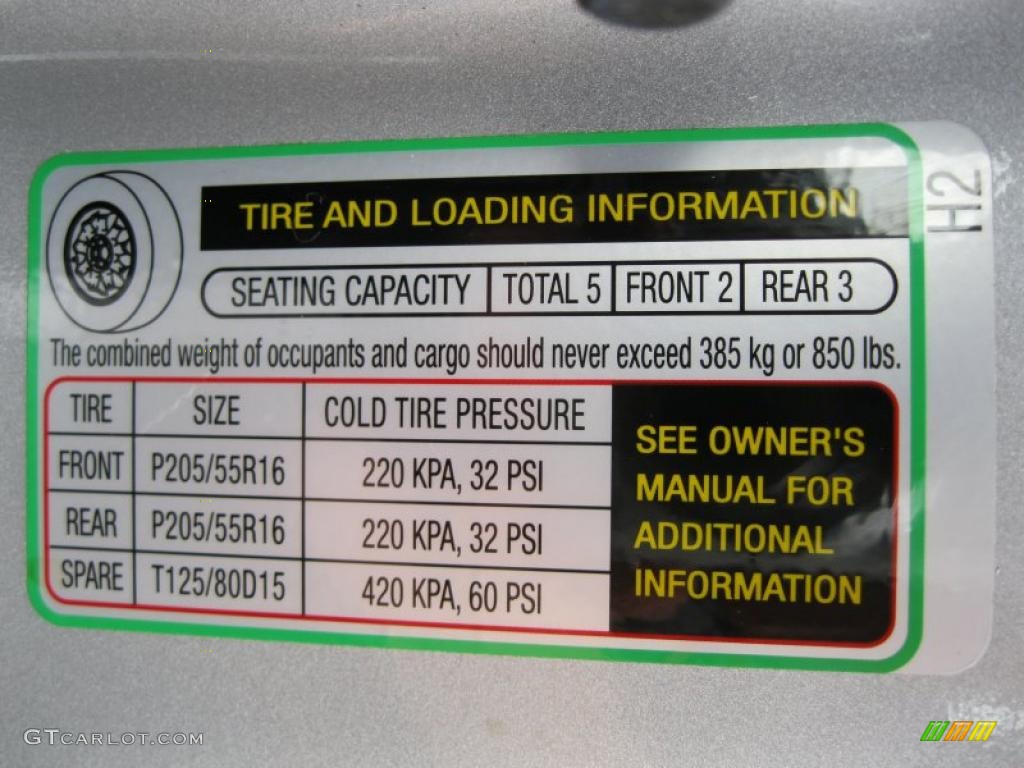 TIRE AND LOADING INFORMATION
H2
SEATING CAPACITY TOTAL 5 FRONT 2 REAR 3
The combined weight of occupants and cargo should never exceed 385 kg or 850 lbs.
TIRE SIZE COLD TIRE PRESSURE
FRONT P205/55R16 220 KPA, 32 PSI
REAR P205/55R16 220 KPA, 32 PSI
SPARE T125/80D15 420 KPA, 60 PSI
SEE OWNER'S
MANUAL FOR
ADDITIONAL
INFORMATION
GTCARLOT.COM